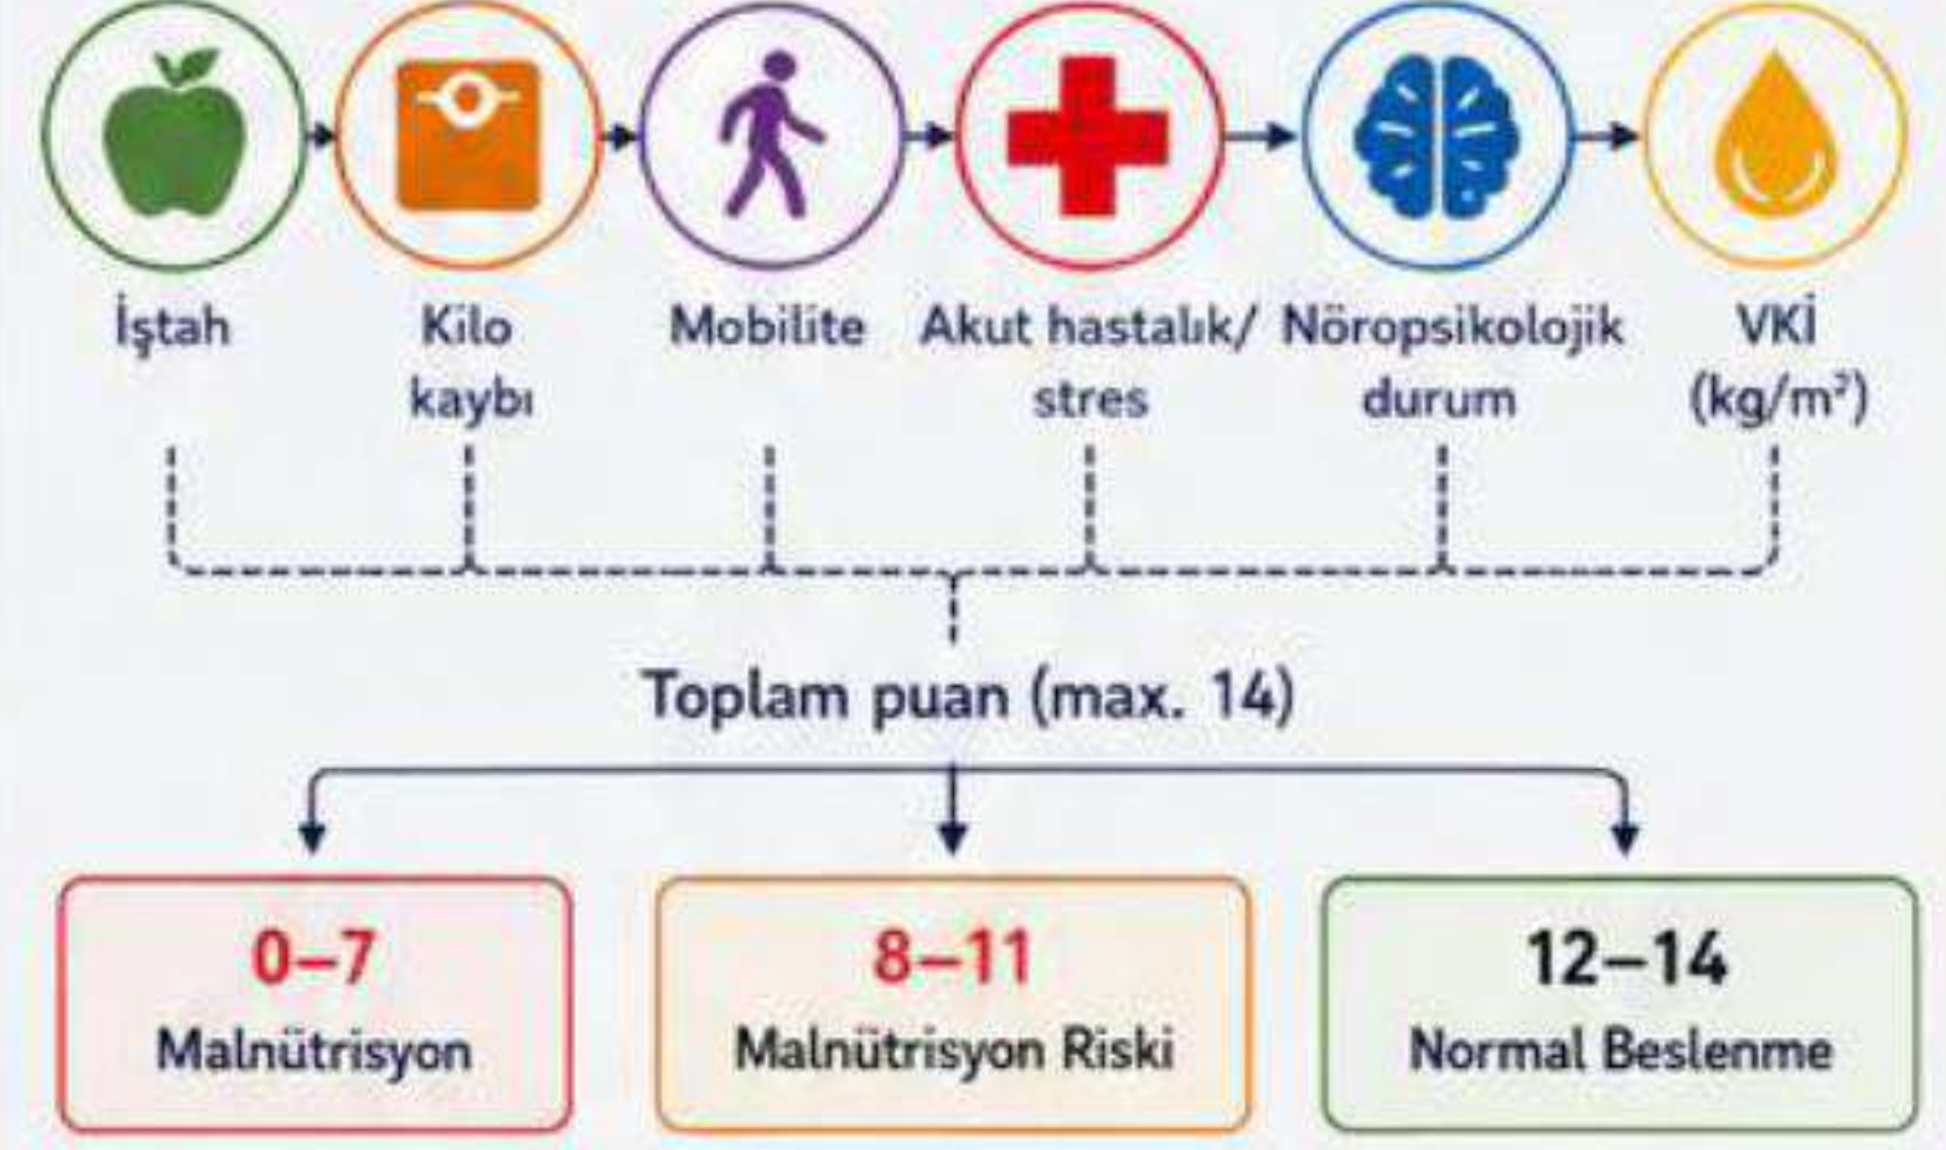 İştah
Kilo
kaybı
Mobilite
Akut hastalık/
stres
Nöropsikolojik
durum
VKİ
(kg/m²)
Toplam puan (max. 14)
0–7
Malnütrisyon
8–11
Malnütrisyon Riski
12–14
Normal Beslenme